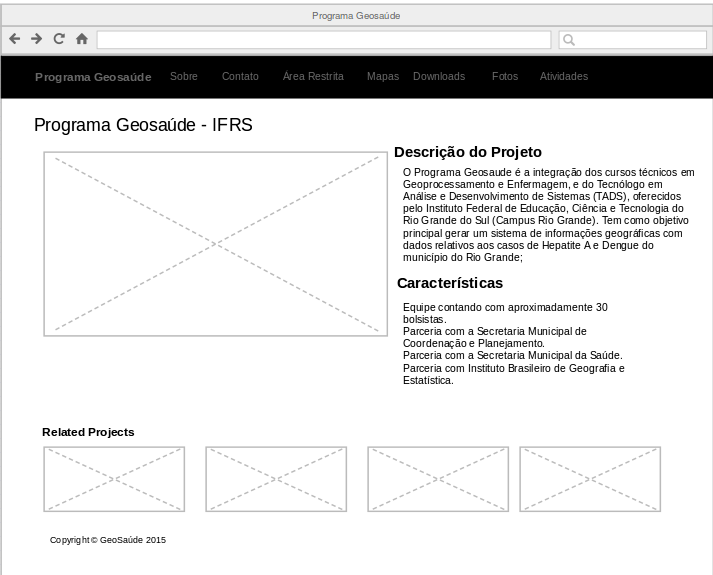 Programa Geosaúde
Programa Geosaúde Sobre Contato Área Restrita Mapas Downloads Fotos Atividades
Programa Geosaúde - IFRS
Descrição do Projeto
O Programa Geosaude é a integração dos cursos técnicos em
Geoprocessamento e Enfermagem, e do Tecnólogo em
Análise e Desenvolvimento de Sistemas (TADS), oferecidos
pelo Instituto Federal de Educação, Ciência e Tecnologia do
Rio Grande do Sul (Campus Rio Grande). Tem como objetivo
principal gerar um sistema de informações geográficas com
dados relativos aos casos de Hepatite A e Dengue do
município do Rio Grande;
Características
Equipe contando com aproximadamente 30
bolsistas.
Parceria com a Secretaria Municipal de
Coordenação e Planejamento.
Parceria com a Secretaria Municipal da Saúde.
Parceria com Instituto Brasileiro de Geografia e
Estatística.
Related Projects
Copyright © GeoSaúde 2015